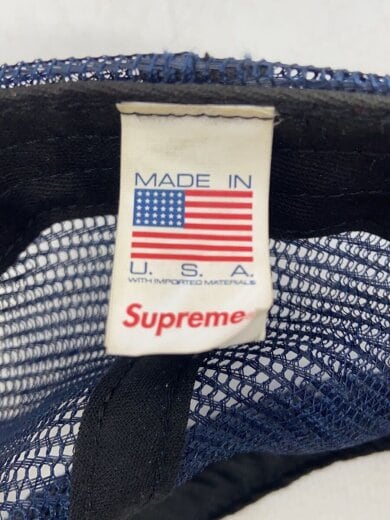 MADE IN
U. S. A.
WITH IMPORTED MATERIALS
Supreme